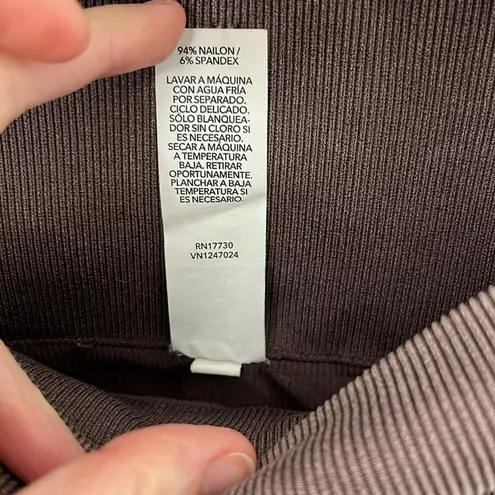 94% NAILON /
6% SPANDEX
LAVAR A MÁQUINA
CON AGUA FRÍA
POR SEPARADO.
CICLO DELICADO.
SÓLO BLANQUEA-
DOR SIN CLORO SI
ES NECESARIO.
SECAR A MÁQUINA
A TEMPERATURA
BAJA. RETIRAR
OPORTUNAMENTE.
PLANCHAR A BAJA
TEMPERATURA SI
ES NECESARIO.
RN17730
VN1247024